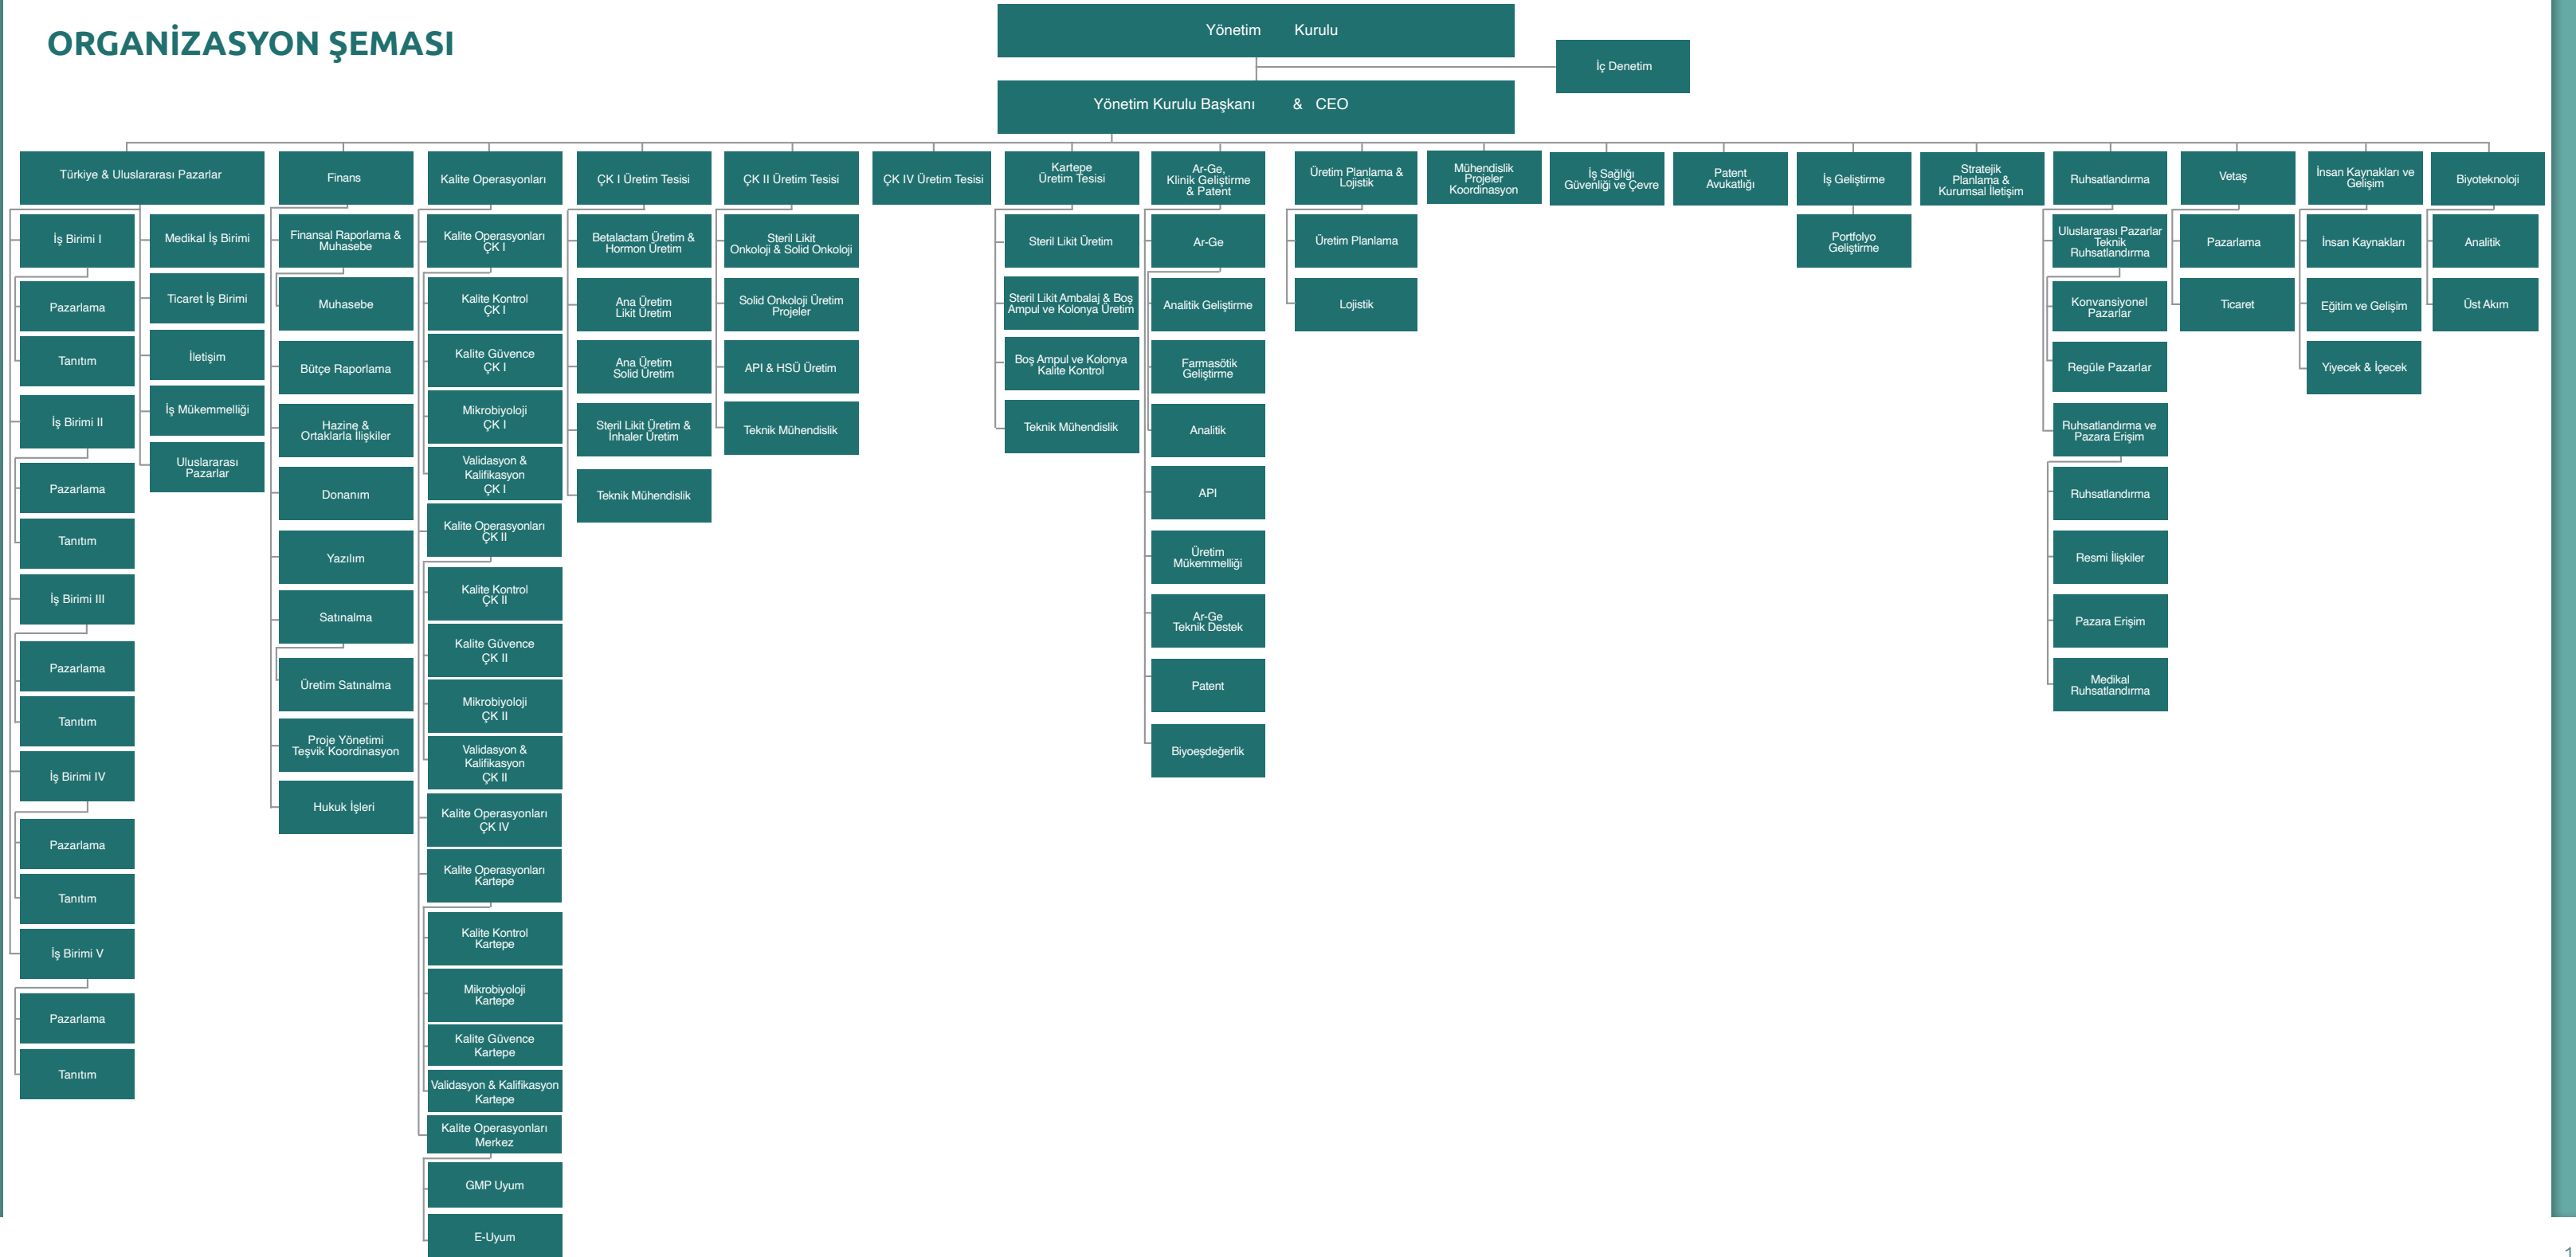 ORGANİZASYON ŞEMASI
Yönetim Kurulu
İç Denetim
Yönetim Kurulu Başkanı & CEO
Türkiye & Uluslararası Pazarlar
İş Birimi I
Pazarlama
Tanıtım
İş Birimi II
Pazarlama
Tanıtım
İş Birimi III
Pazarlama
Tanıtım
İş Birimi IV
Pazarlama
Tanıtım
İş Birimi V
Pazarlama
Tanıtım
Medikal İş Birimi
Ticaret İş Birimi
İletişim
İş Mükemmelliği
Uluslararası
Pazarlar
Finans
Finansal Raporlama &
Muhasebe
Muhasebe
Bütçe Raporlama
Hazine &
Ortaklarla İlişkiler
Donanım
Yazılım
Satınalma
Üretim Satınalma
Proje Yönetimi
Teşvik Koordinasyon
Hukuk İşleri
Kalite Operasyonları
Kalite Operasyonları
ÇK I
Kalite Kontrol
ÇK I
Kalite Güvence
ÇK I
Mikrobiyoloji
ÇK I
Validasyon &
Kalifikasyon
ÇK I
Kalite Operasyonları
ÇK II
Kalite Kontrol
ÇK II
Kalite Güvence
ÇK II
Mikrobiyoloji
ÇK II
Validasyon &
Kalifikasyon
ÇK II
Kalite Operasyonları
ÇK IV
Kalite Operasyonları
Kartepe
Kalite Kontrol
Kartepe
Mikrobiyoloji
Kartepe
Kalite Güvence
Kartepe
Validasyon & Kalifikasyon
Kartepe
Kalite Operasyonları
Merkez
GMP Uyum
E-Uyum
ÇK I Üretim Tesisi
Betalactam Üretim &
Hormon Üretim
Ana Üretim
Likit Üretim
Ana Üretim
Solid Üretim
Steril Likit Üretim &
İnhaler Üretim
Teknik Mühendislik
ÇK II Üretim Tesisi
Steril Likit
Onkoloji & Solid Onkoloji
Solid Onkoloji Üretim
Projeler
API & HSÜ Üretim
Teknik Mühendislik
ÇK IV Üretim Tesisi
Kartepe
Üretim Tesisi
Steril Likit Üretim
Steril Likit Ambalaj & Boş
Ampul ve Kolonya Üretim
Boş Ampul ve Kolonya
Kalite Kontrol
Teknik Mühendislik
Ar-Ge,
Klinik Geliştirme
& Patent
Ar-Ge
Analitik Geliştirme
Farmasötik
Geliştirme
Analitik
API
Üretim
Mükemmelliği
Ar-Ge
Teknik Destek
Patent
Biyoeşdeğerlik
Üretim Planlama &
Lojistik
Üretim Planlama
Lojistik
Mühendislik
Projeler
Koordinasyon
İş Sağlığı
Güvenliği ve Çevre
Patent
Avukatlığı
İş Geliştirme
Portfolyo
Geliştirme
Stratejik
Planlama &
Kurumsal İletişim
Ruhsatlandırma
Uluslararası Pazarlar
Teknik
Ruhsatlandırma
Konvansiyonel
Pazarlar
Regüle Pazarlar
Ruhsatlandırma ve
Pazara Erişim
Ruhsatlandırma
Resmi İlişkiler
Pazara Erişim
Medikal
Ruhsatlandırma
Vetaş
Pazarlama
Ticaret
İnsan Kaynakları ve
Gelişim
İnsan Kaynakları
Eğitim ve Gelişim
Yiyecek & İçecek
Biyoteknoloji
Analitik
Üst Akım